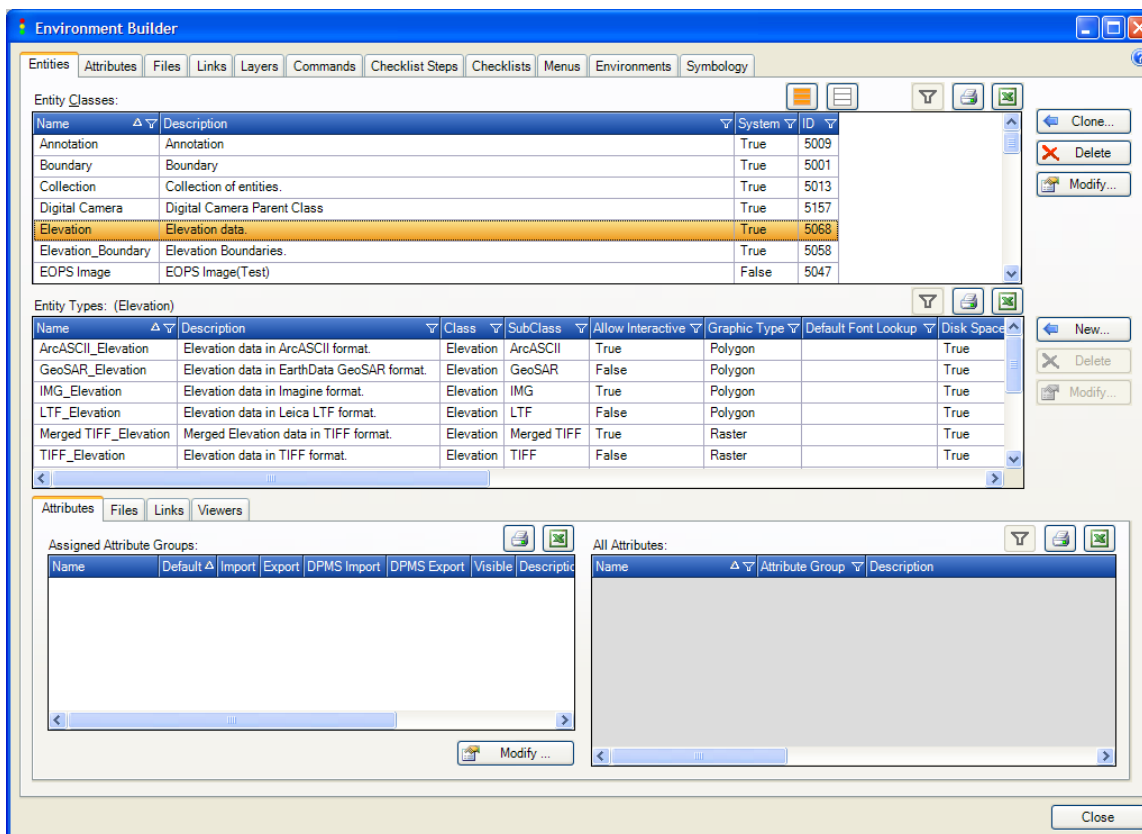 Environment Builder
Entities Attributes Files Links Layers Commands Checklist Steps Checklists Menus Environments Symbology
Entity Classes:
Name Description System ID
Annotation Annotation True 5009
Boundary Boundary True 5001
Collection Collection of entities. True 5013
Digital Camera Digital Camera Parent Class True 5157
Elevation Elevation data. True 5068
Elevation_Boundary Elevation Boundaries. True 5058
EOPS Image EOPS Image(Test) False 5047
Clone...
Delete
Modify...
Entity Types: (Elevation)
Name Description Class SubClass Allow Interactive Graphic Type Default Font Lookup Disk Space
ArcASCII_Elevation Elevation data in ArcASCII format. Elevation ArcASCII True Polygon True
GeoSAR_Elevation Elevation data in EarthData GeoSAR format. Elevation GeoSAR False Polygon True
IMG_Elevation Elevation data in Imagine format. Elevation IMG True Polygon True
LTF_Elevation Elevation data in Leica LTF format. Elevation LTF False Polygon True
Merged TIFF_Elevation Merged Elevation data in TIFF format. Elevation Merged TIFF True Raster True
TIFF_Elevation Elevation data in TIFF format. Elevation TIFF False Raster True
New...
Delete
Modify...
Attributes Files Links Viewers
Assigned Attribute Groups:
Name Default Import Export DPMS Import DPMS Export Visible Descriptic
Modify ...
All Attributes:
Name Attribute Group Description
Close